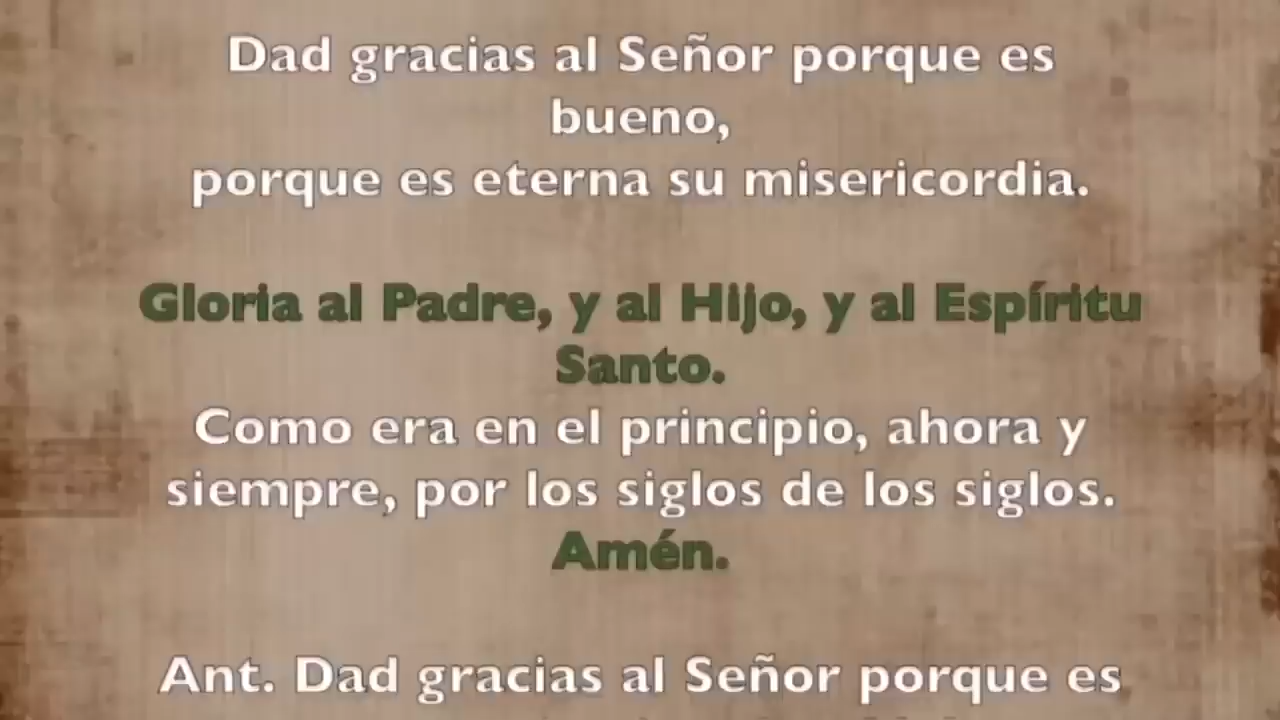 Dad gracias al Señor porque es
bueno,
porque es eterna su misericordia.
Gloria al Padre, y al Hijo, y al Espíritu
Santo.
Como era en el principio, ahora y
siempre, por los siglos de los siglos.
Amén.
Ant. Dad gracias al Señor porque es